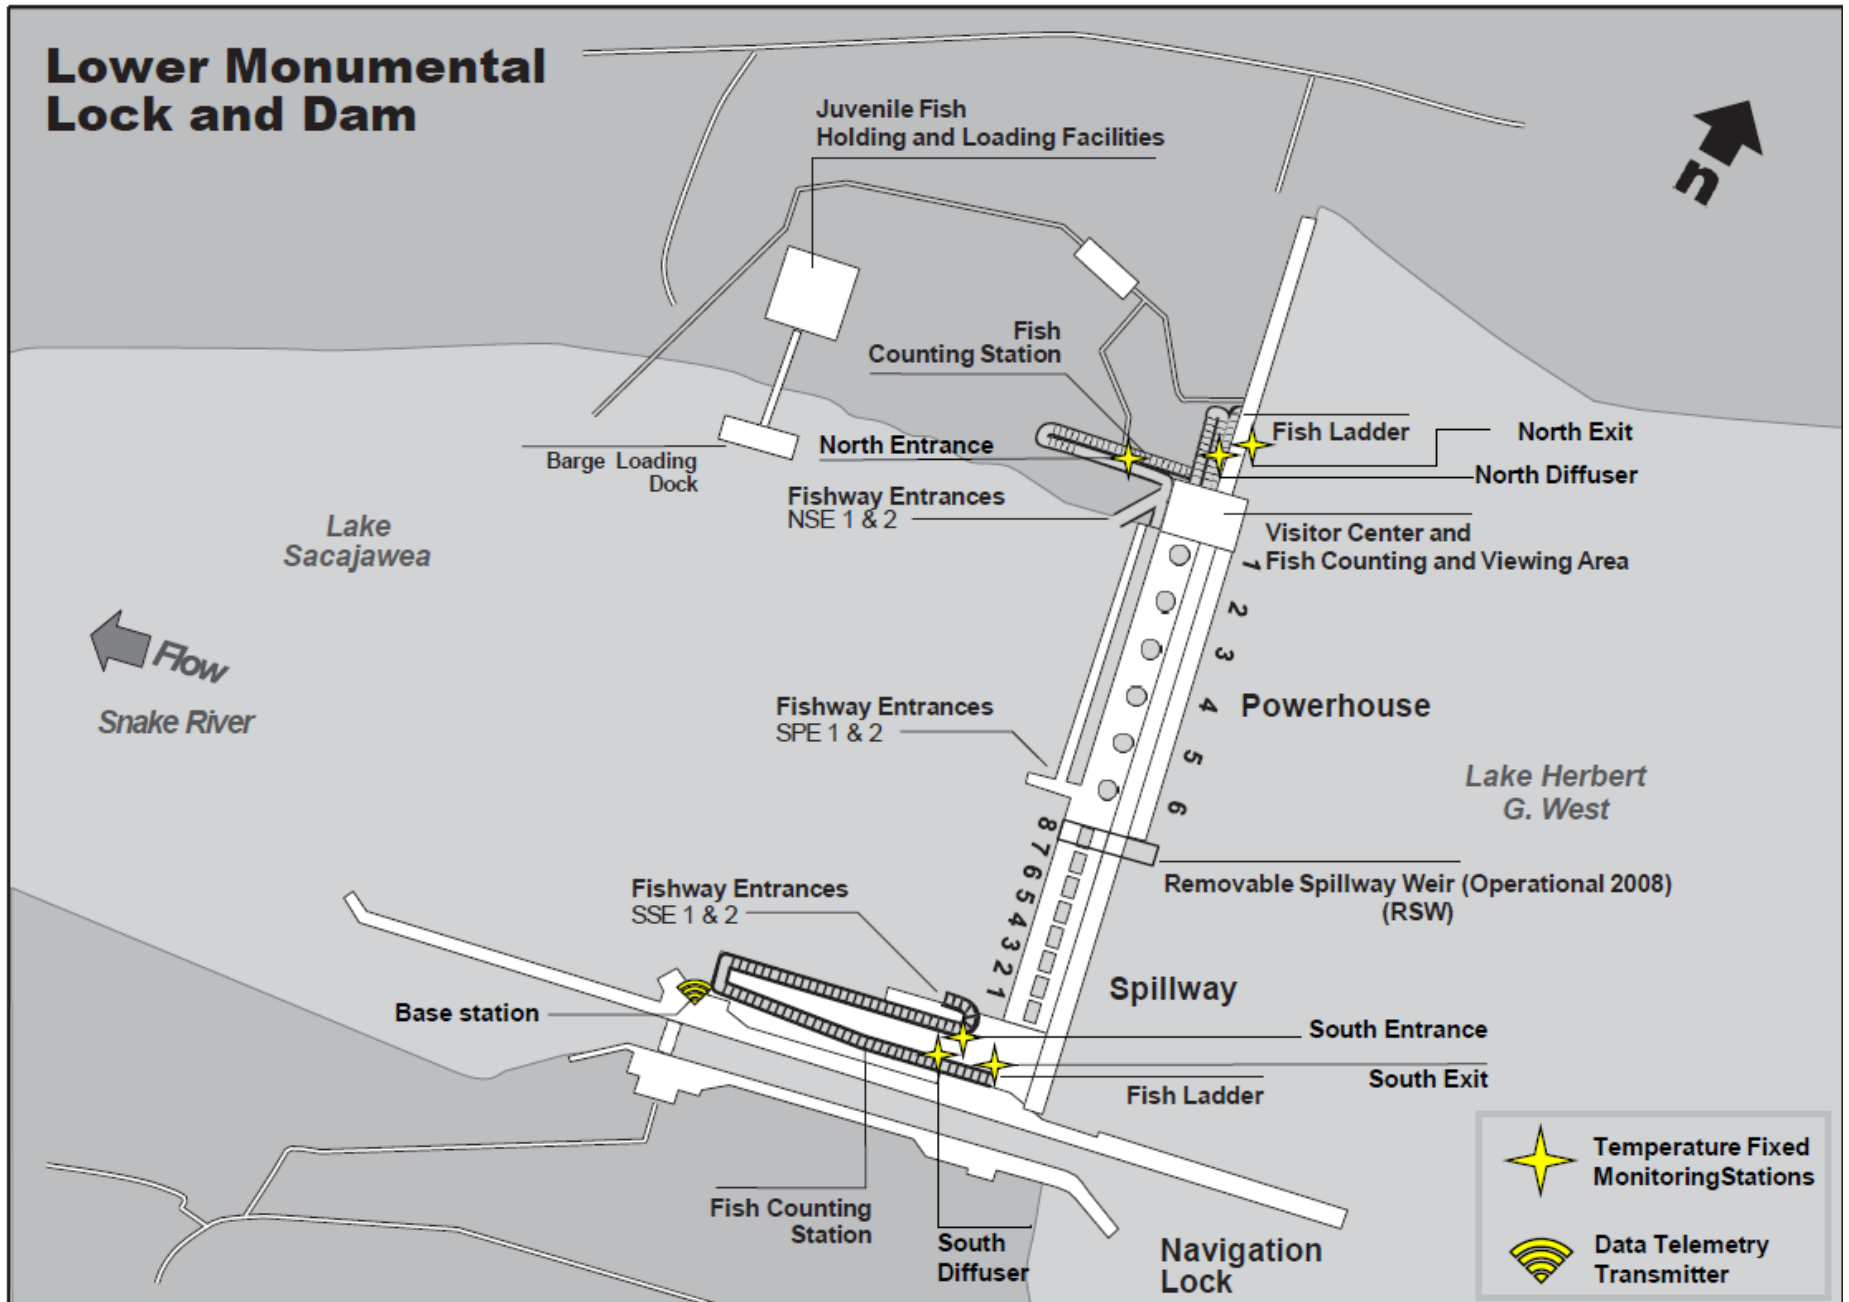 Lower Monumental
Lock and Dam
Juvenile Fish
Holding and Loading Facilities
n
Fish
Counting Station
North Entrance
Fish Ladder
North Exit
North Diffuser
Barge Loading
Dock
Fishway Entrances
NSE 1 & 2
Visitor Center and
Fish Counting and Viewing Area
Lake
Sacajawea
1
2
3
4
5
6
Flow
Snake River
Fishway Entrances
SPE 1 & 2
Powerhouse
Lake Herbert
G. West
8
7
6
5
4
3
2
1
Removable Spillway Weir (Operational 2008)
(RSW)
Fishway Entrances
SSE 1 & 2
Spillway
Base station
South Entrance
South Exit
Fish Ladder
Fish Counting
Station
South
Diffuser
Navigation
Lock
Temperature Fixed
MonitoringStations
Data Telemetry
Transmitter